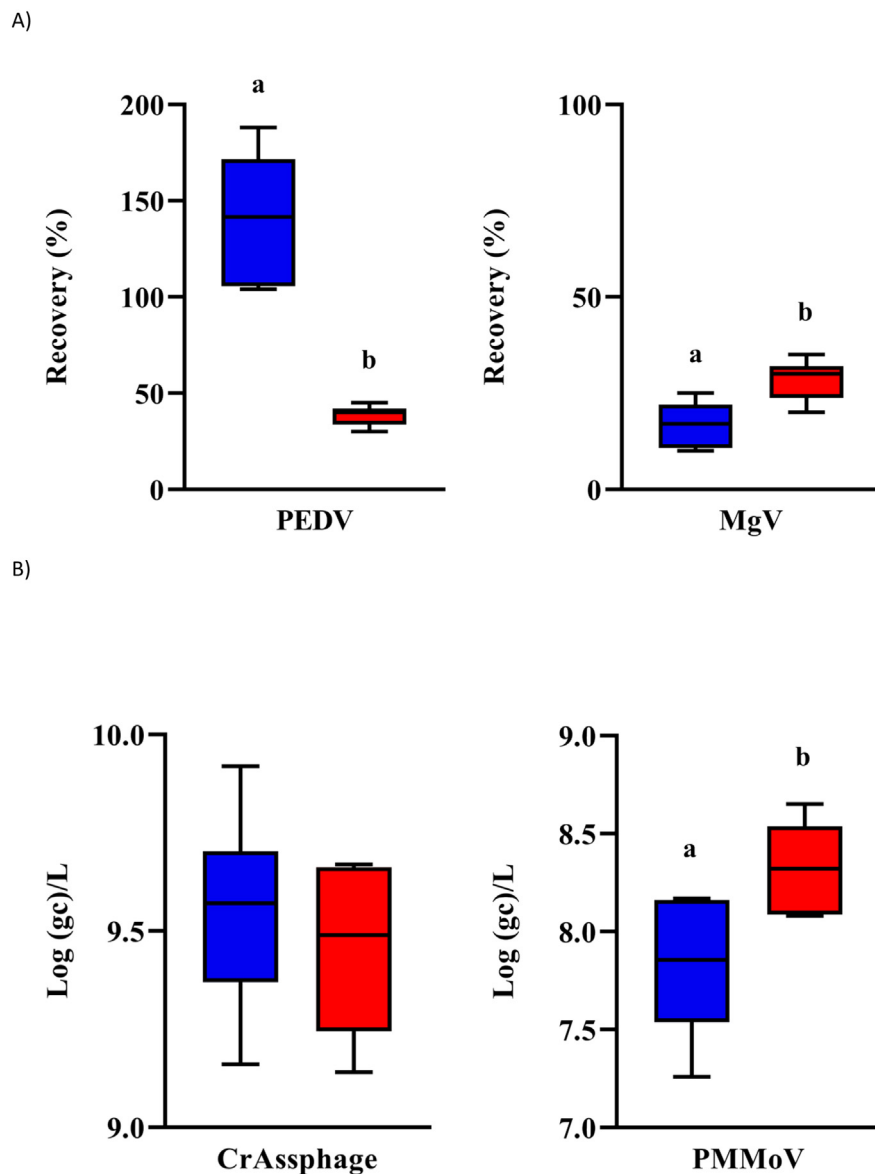 A)
a
200
150
100
50
0
Recovery (%)
b
PEDV
100
50
0
Recovery (%)
a
b
MgV
B)
10.0
9.5
9.0
Log (gc)/L
CrAssphage
9.0
8.5
8.0
7.5
7.0
Log (gc)/L
a
b
PMMoV